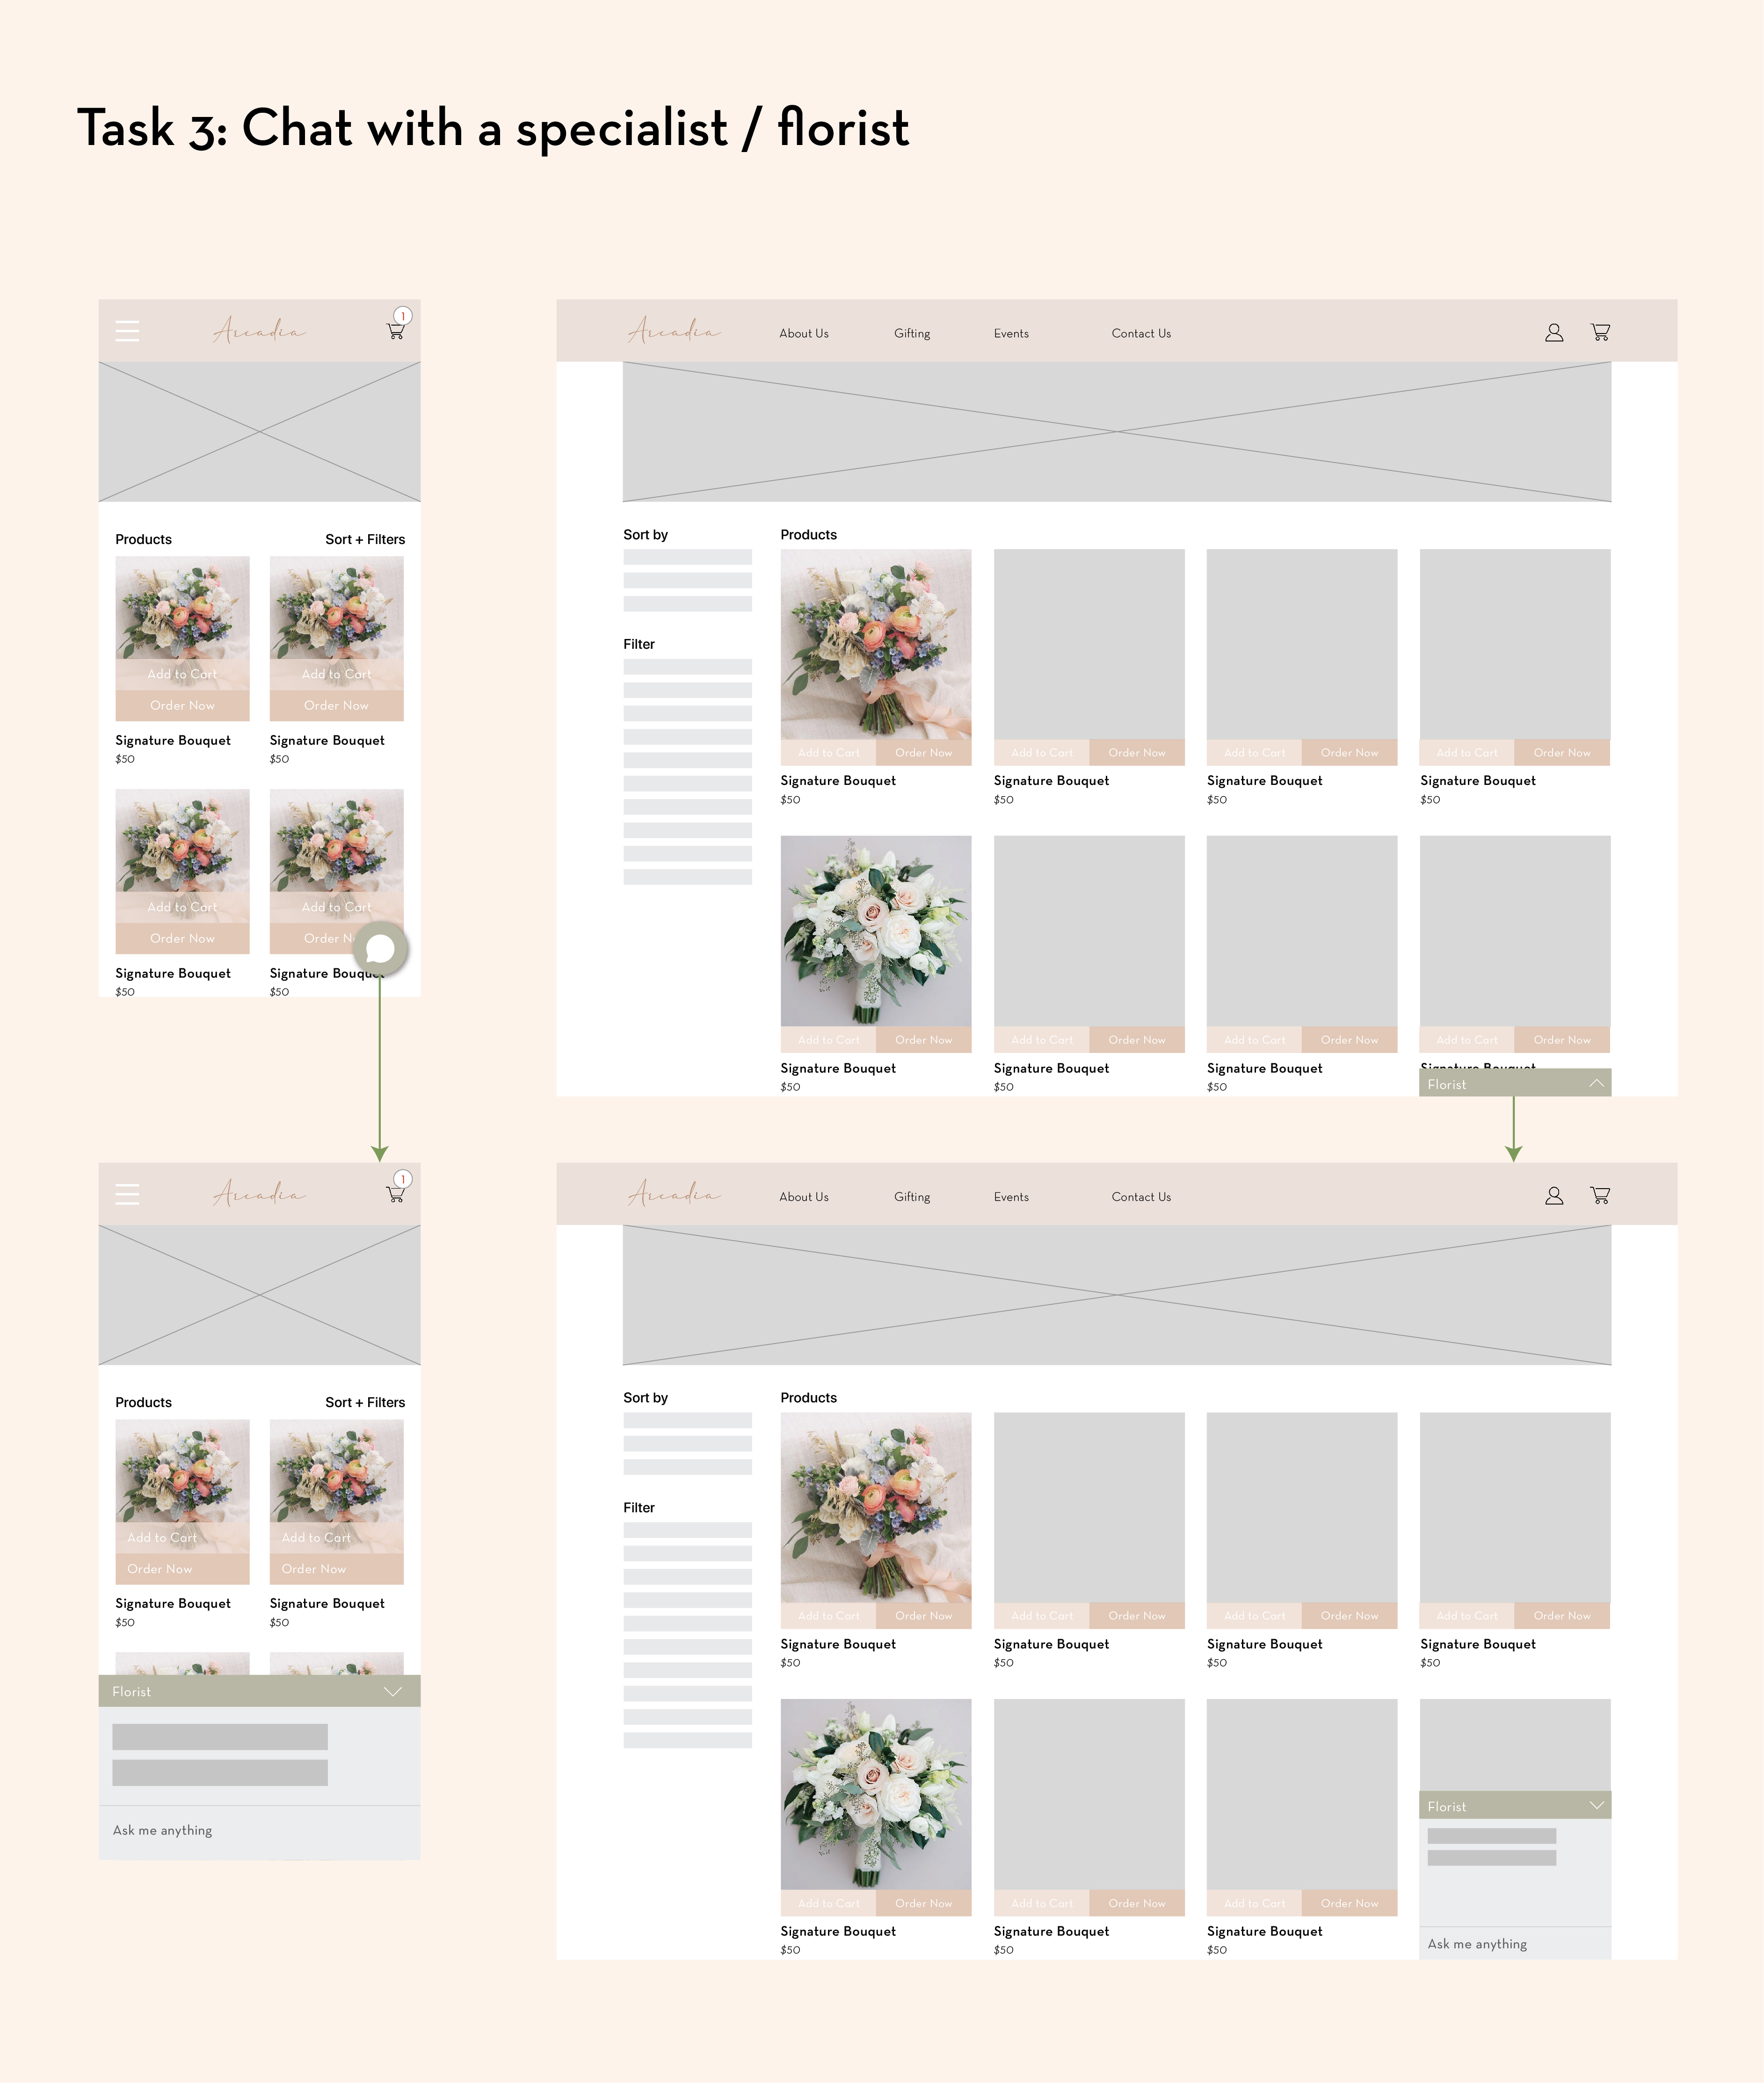 Task 3: Chat with a specialist / florist
Arcadia
1
Products Sort + Filters
Add to Cart Add to Cart
Order Now Order Now
Signature Bouquet Signature Bouquet
$50 $50
Add to Cart Add to Cart
Order Now Order N
Signature Bouquet Signature Bouquet
$50 $50
Arcadia About Us Gifting Events Contact Us
Sort by
Filter
Products
Add to Cart Order Now Add to Cart Order Now Add to Cart Order Now Add to Cart Order Now
Signature Bouquet Signature Bouquet Signature Bouquet Signature Bouquet
$50 $50 $50 $50
Add to Cart Order Now Add to Cart Order Now Add to Cart Order Now Add to Cart Order Now
Signature Bouquet Signature Bouquet Signature Bouquet Signature Bouquet
$50 $50 $50
Florist
Arcadia
1
Products Sort + Filters
Add to Cart Add to Cart
Order Now Order Now
Signature Bouquet Signature Bouquet
$50 $50
Florist
Ask me anything
Arcadia About Us Gifting Events Contact Us
Sort by
Filter
Products
Add to Cart Order Now Add to Cart Order Now Add to Cart Order Now Add to Cart Order Now
Signature Bouquet Signature Bouquet Signature Bouquet Signature Bouquet
$50 $50 $50 $50
Add to Cart Order Now Add to Cart Order Now Add to Cart Order Now
Signature Bouquet Signature Bouquet Signature Bouquet
$50 $50 $50
Florist
Ask me anything